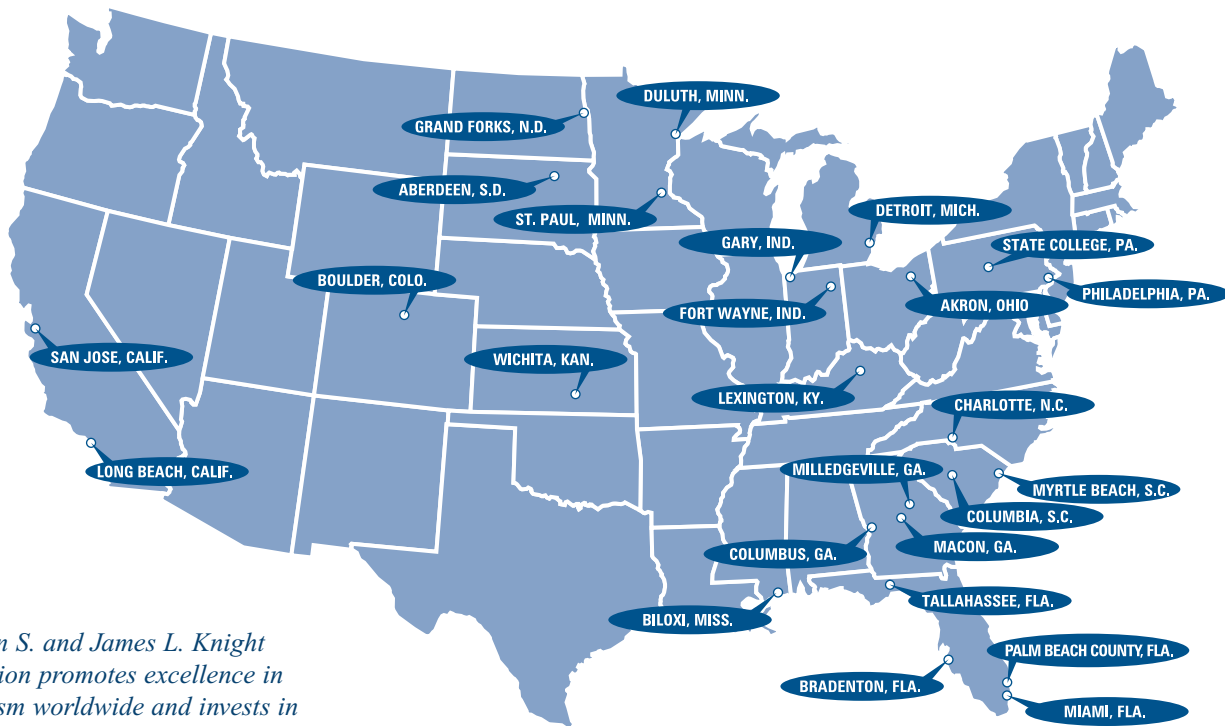 DULUTH, MINN.
GRAND FORKS, N.D.
ABERDEEN, S.D.
ST. PAUL, MINN.
DETROIT, MICH.
GARY, IND.
STATE COLLEGE, PA.
BOULDER, COLO.
PHILADELPHIA, PA.
AKRON, OHIO
FORT WAYNE, IND.
SAN JOSE, CALIF.
WICHITA, KAN.
LEXINGTON, KY.
CHARLOTTE, N.C.
LONG BEACH, CALIF.
MILLEDGEVILLE, GA.
MYRTLE BEACH, S.C.
COLUMBIA, S.C.
COLUMBUS, GA.
MACON, GA.
TALLAHASSEE, FLA.
BILOXI, MISS.
PALM BEACH COUNTY, FLA.
BRADENTON, FLA.
MIAMI, FLA.
n S. and James L. Knight
ion promotes excellence in
sm worldwide and invests in